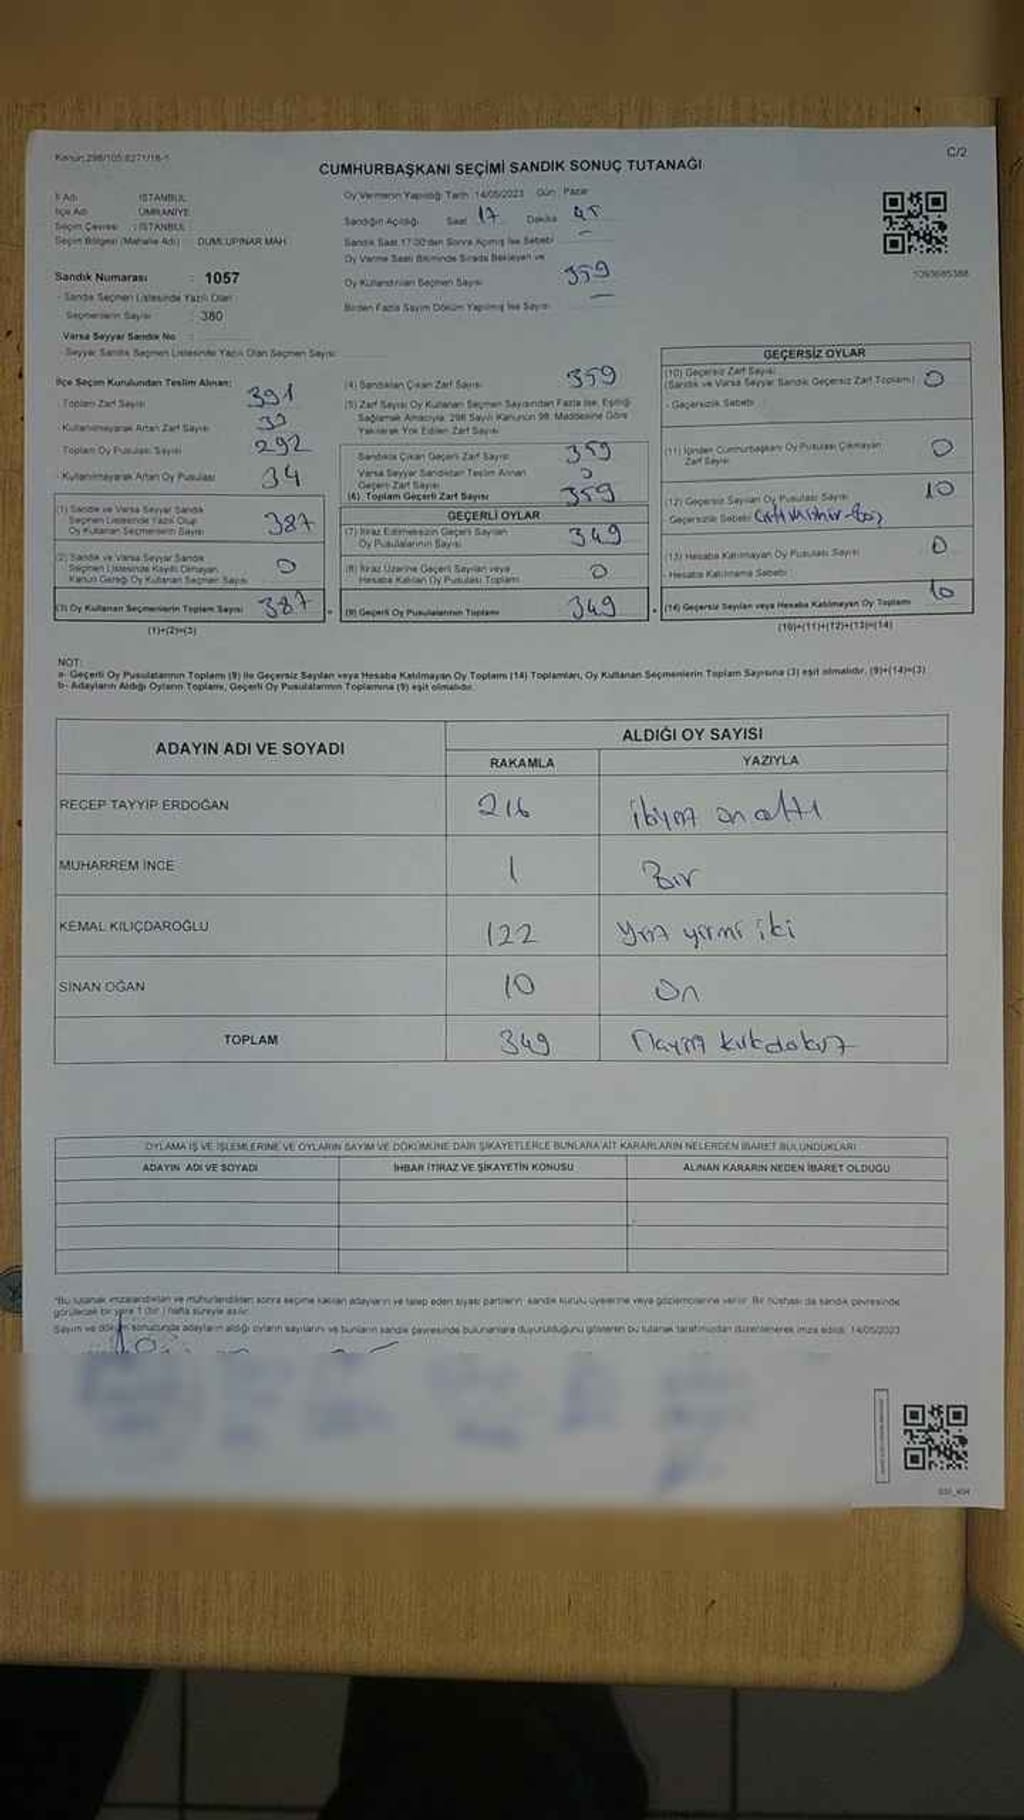 Kanun:298/105;6271/18-1
C/2
CUMHURBAŞKANI SEÇİMİ SANDIK SONUÇ TUTANAĞI
İl Adı : İSTANBUL
İlçe Adı : ÜMRANİYE
Seçim Çevresi : İSTANBUL
Seçim Bölgesi (Mahalle Adı) : DUMLUPINAR MAH.
Sandık Numarası : 1057
- Sandık Seçmen Listesinde Yazılı Olan
Seçmenlerin Sayısı : 380
Varsa Seyyar Sandık No :
- Seyyar Sandık Seçmen Listesinde Yazılı Olan Seçmen Sayısı:
Oy Vermenin Yapıldığı Tarih: 14/05/2023 Gün: Pazar
Sandığın Açıldığı: Saat 17 Dakika 45
Sandık Saat 17:00'den Sonra Açılmış İse Sebebi -
Oy Verme Saati Bitiminde Sırada Bekleyen ve
Oy Kullandırılan Seçmen Sayısı 359
Birden Fazla Sayım Döküm Yapılmış İse Sayısı —
İlçe Seçim Kurulundan Teslim Alınan:
- Toplam Zarf Sayısı 391
- Kullanılmayarak Artan Zarf Sayısı
- Toplam Oy Pusulası Sayısı 292
- Kullanılmayarak Artan Oy Pusulası 34
(1) Sandık ve Varsa Seyyar Sandık
Seçmen Listesinde Yazılı Olup
Oy Kullanan Seçmenlerin Sayısı 387
(2) Sandık ve Varsa Seyyar Sandık
Seçmen Listesinde Kayıtlı Olmayan,
Kanun Gereği Oy Kullanan Seçmen Sayısı 0
(3) Oy Kullanan Seçmenlerin Toplam Sayısı 387
(1)+(2)=(3)
(4) Sandıktan Çıkan Zarf Sayısı 359
(5) Zarf Sayısı Oy Kullanan Seçmen Sayısından Fazla İse, Eşitliği
Sağlamak Amacıyla, 298 Sayılı Kanunun 98. Maddesine Göre
Yakılarak Yok Edilen Zarf Sayısı
Sandıkta Çıkan Geçerli Zarf Sayısı 359
Varsa Seyyar Sandıktan Teslim Alınan
Geçerli Zarf Sayısı 0
(6) Toplam Geçerli Zarf Sayısı 359
GEÇERLİ OYLAR
(7) İtiraz Edilmeksizin Geçerli Sayılan
Oy Pusulalarının Sayısı 349
(8) İtiraz Üzerine Geçerli Sayılan veya
Hesaba Katılan Oy Pusulası Toplamı 0
(9) Geçerli Oy Pusulalarının Toplamı 349
GEÇERSİZ OYLAR
(10) Geçersiz Zarf Sayısı
(Sandık ve Varsa Seyyar Sandık Geçersiz Zarf Toplamı) 0
- Geçersizlik Sebebi
(11) İçinden Cumhurbaşkanı Oy Pusulası Çıkmayan
Zarf Sayısı 0
(12) Geçersiz Sayılan Oy Pusulası Sayısı 10
- Geçersizlik Sebebi
(13) Hesaba Katılmayan Oy Pusulası Sayısı 0
- Hesaba Katılmama Sebebi
(14) Geçersiz Sayılan veya Hesaba Katılmayan Oy Toplamı 10
(10)+(11)+(12)+(13)=(14)
NOT:
a- Geçerli Oy Pusulalarının Toplamı (9) ile Geçersiz Sayılan veya Hesaba Katılmayan Oy Toplamı (14) Toplamları, Oy Kullanan Seçmenlerin Toplam Sayısına (3) eşit olmalıdır. (9)+(14)=(3)
b- Adayların Aldığı Oyların Toplamı, Geçerli Oy Pusulalarının Toplamına (9) eşit olmalıdır.
ADAYIN ADI VE SOYADI
ALDIĞI OY SAYISI
RAKAMLA YAZIYLA
RECEP TAYYİP ERDOĞAN 216 ikiyüz on altı
MUHARREM İNCE 1 Bir
KEMAL KILIÇDAROĞLU 122 yüz yirmi iki
SİNAN OĞAN 10 On
TOPLAM 349
OYLAMA İŞ VE İŞLEMLERİNE VE OYLARIN SAYIM VE DÖKÜMÜNE DAİR ŞİKAYETLERLE BUNLARA AİT KARARLARIN NELERDEN İBARET BULUNDUKLARI
ADAYIN ADI VE SOYADI İHBAR İTİRAZ VE ŞİKAYETİN KONUSU ALINAN KARARIN NEDEN İBARET OLDUĞU
*Bu tutanak imzalandıktan ve mühürlendikten sonra seçime katılan adayların ve talep eden siyasi partilerin sandık kurulu üyelerine veya gözlemcilerine verilir. Bir nüshası da sandık çevresinde
görülecek bir yere 1 (bir) hafta süreyle asılır.
Sayım ve döküm sonucunda adayların aldığı oyların sayılarını ve bunların sandık çevresinde bulunanlara duyurulduğunu gösteren bu tutanak tarafımızdan düzenlenerek imza edildi. 14/05/2023